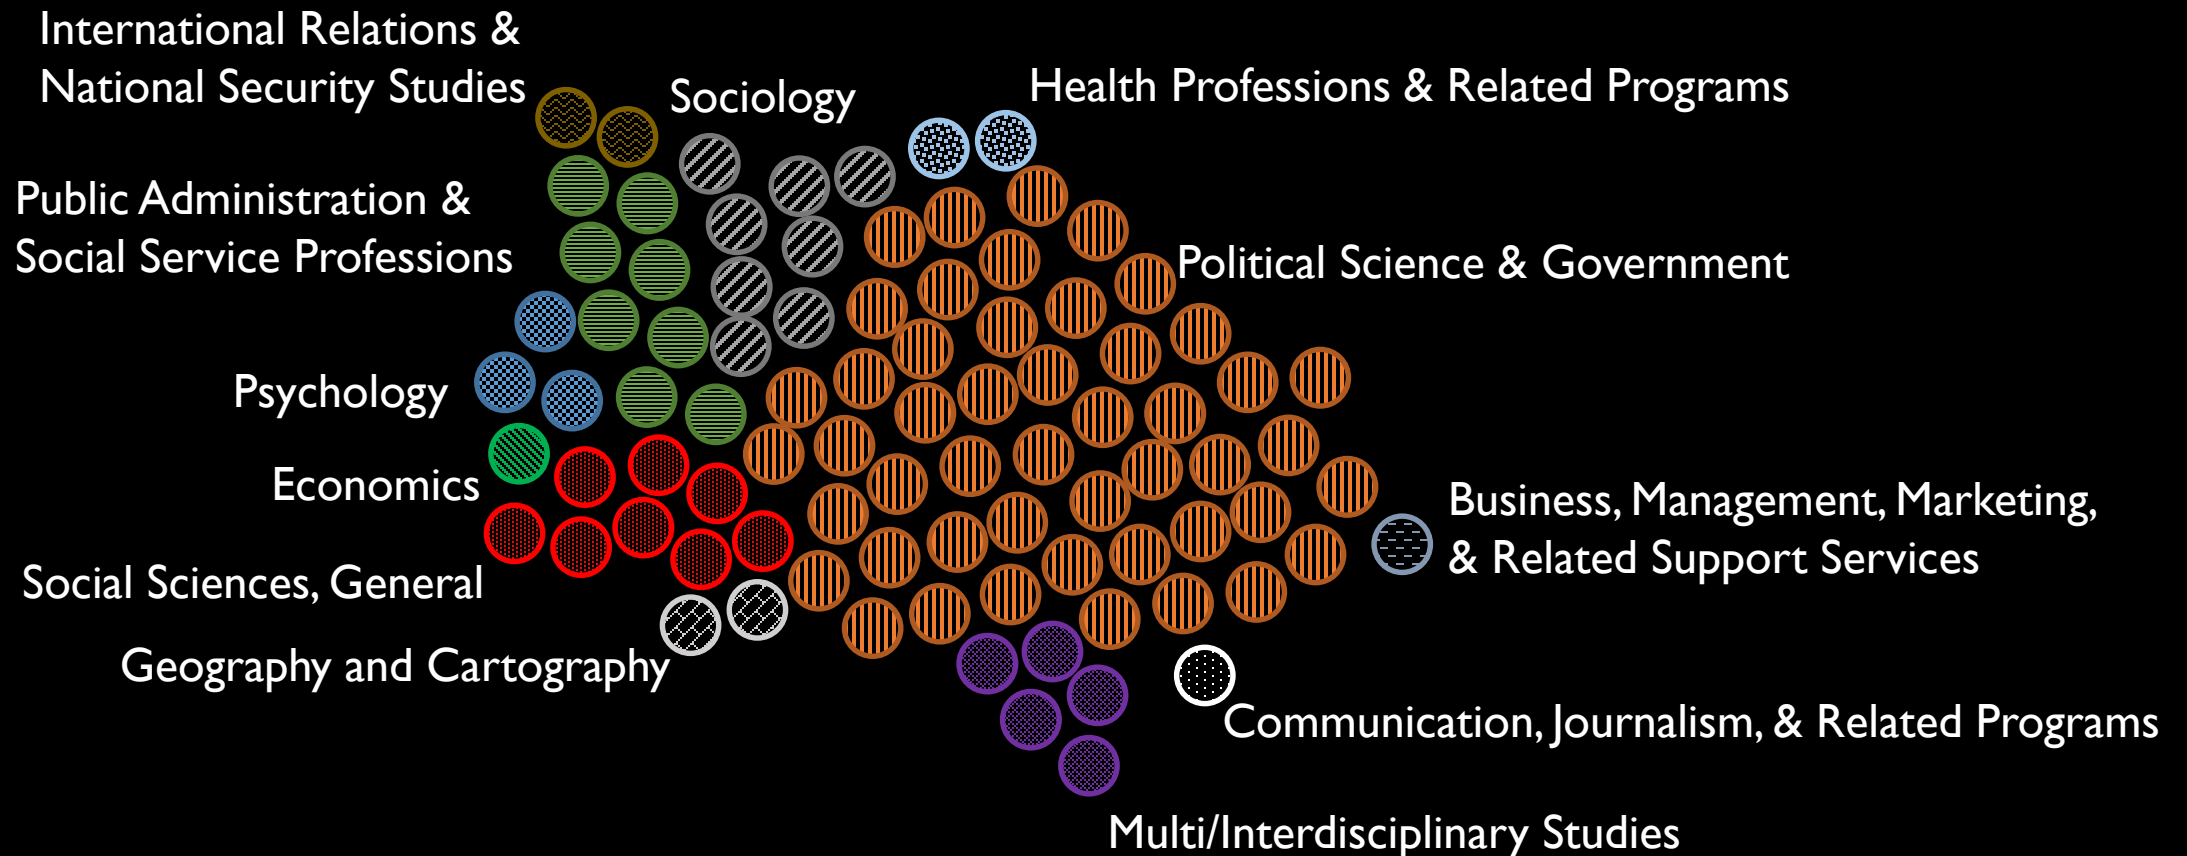 International Relations &
National Security Studies
Sociology
Health Professions & Related Programs
Public Administration &
Social Service Professions
Political Science & Government
Psychology
Economics
Business, Management, Marketing,
& Related Support Services
Social Sciences, General
Geography and Cartography
Communication, Journalism, & Related Programs
Multi/Interdisciplinary Studies